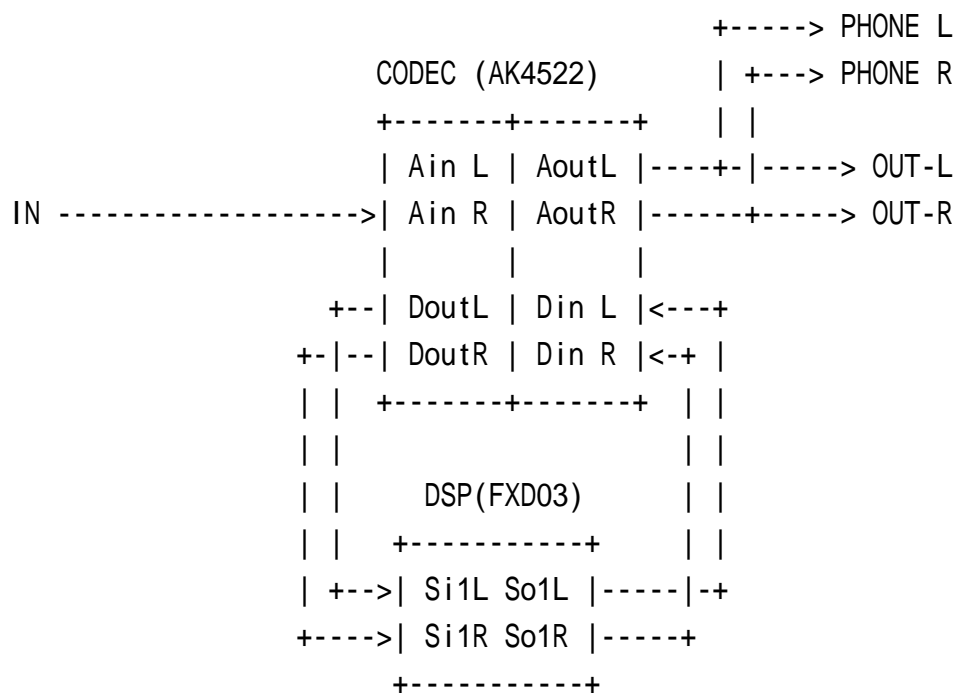 PHONE L
CODEC (AK4522) PHONE R
Ain L AoutL OUT-L
IN Ain R AoutR OUT-R
DoutL Din L
DoutR Din R
DSP(FXD03)
Si1L So1L
Si1R So1R